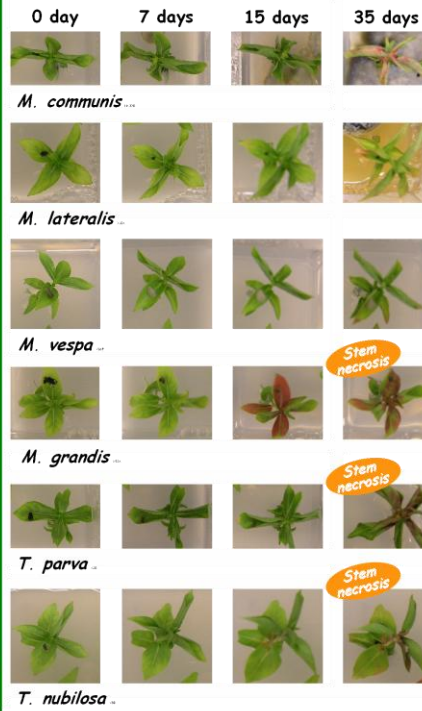 0 day 7 days 15 days 35 days
M. communis
M. lateralis
M. vespa
Stem
necrosis
M. grandis
Stem
necrosis
T. parva
Stem
necrosis
T. nubilosa